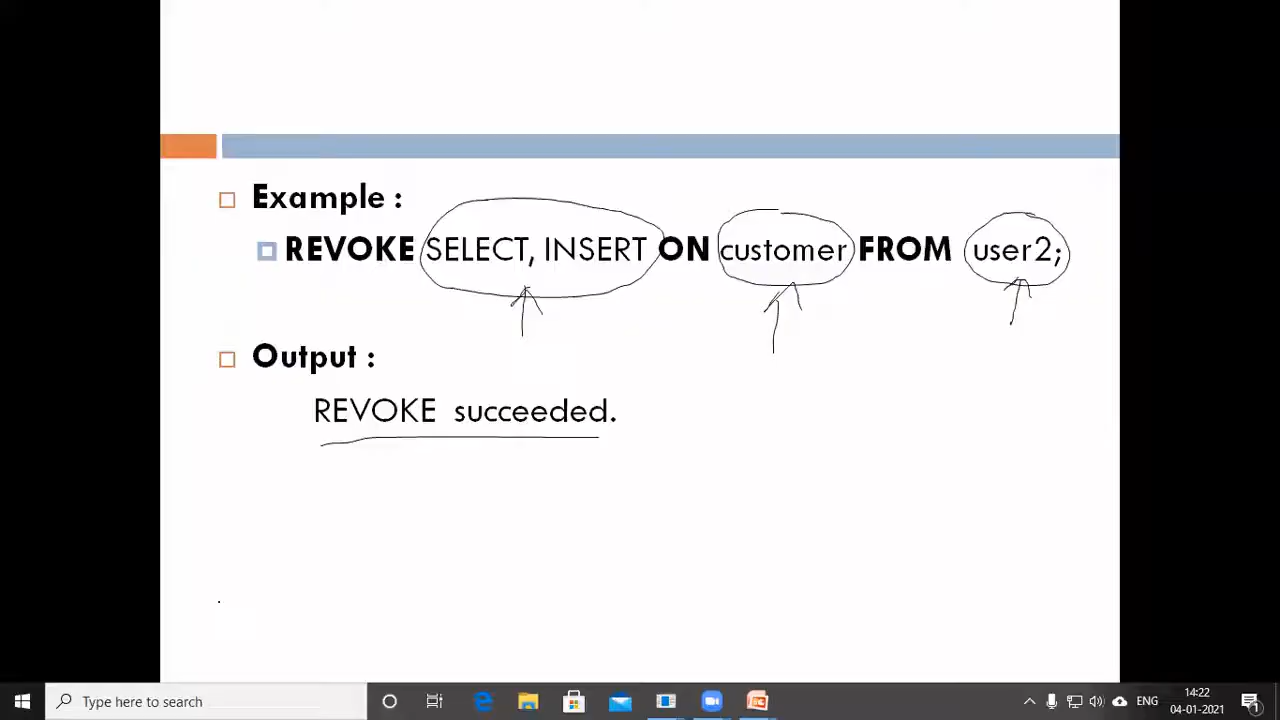 Example :
REVOKE SELECT, INSERT ON customer FROM user2;
Output :
REVOKE succeeded.
Type here to search
ENG
14:22
04-01-2021
1